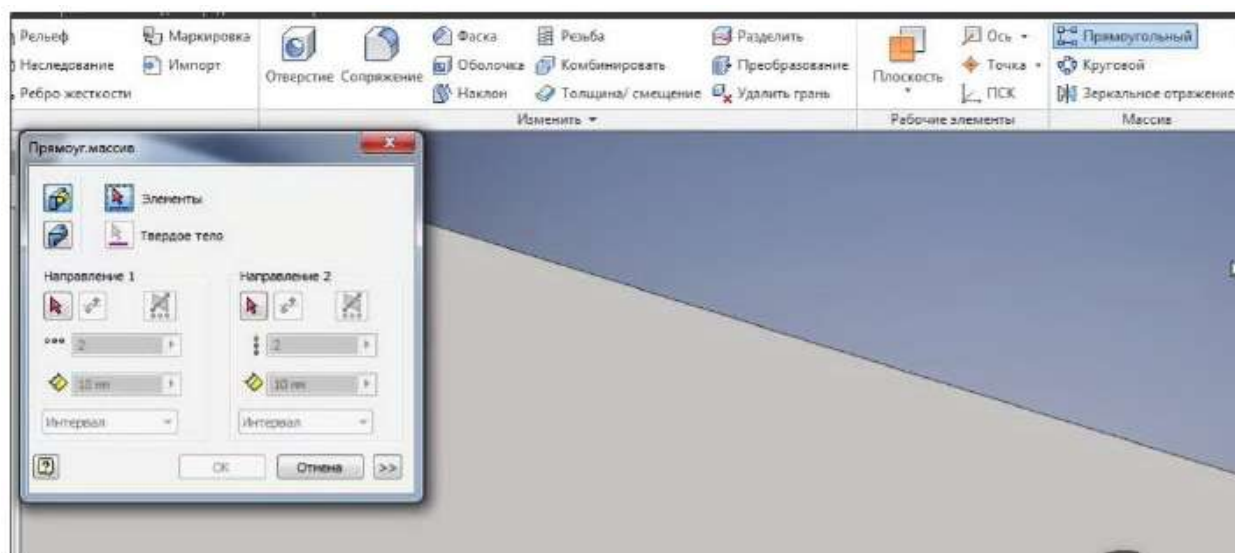 Рельеф Маркировка Фаска Резьба Разделить Ось Прямоугольный
Наследование Импорт Отверстие Сопряжение Оболочка Комбинировать Преобразование Плоскость Точка Круговой
Ребро жесткости Наклон Толщина/ смещение Удалить грань ПСК Зеркальное отражение
Изменить Рабочие элементы Массив
Прямоуг.массив
Элементы
Твердое тело
Направление 1 Направление 2
2 2
10 mm 10 mm
Интервал Интервал
OK Отмена >>